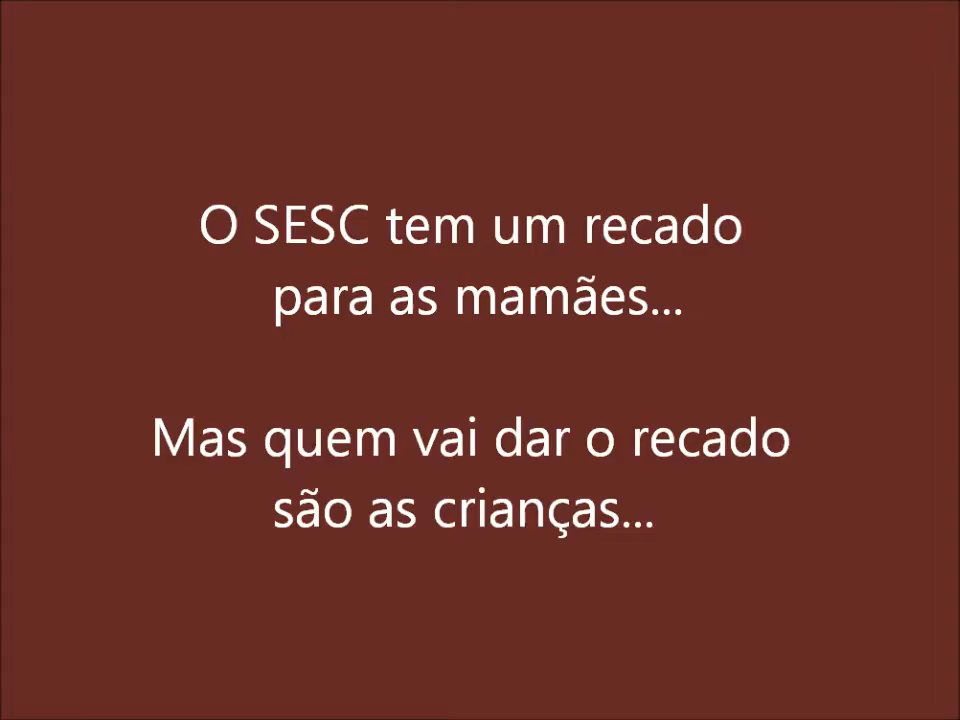 O SESC tem um recado
para as mamães...
Mas quem vai dar o recado
são as crianças...